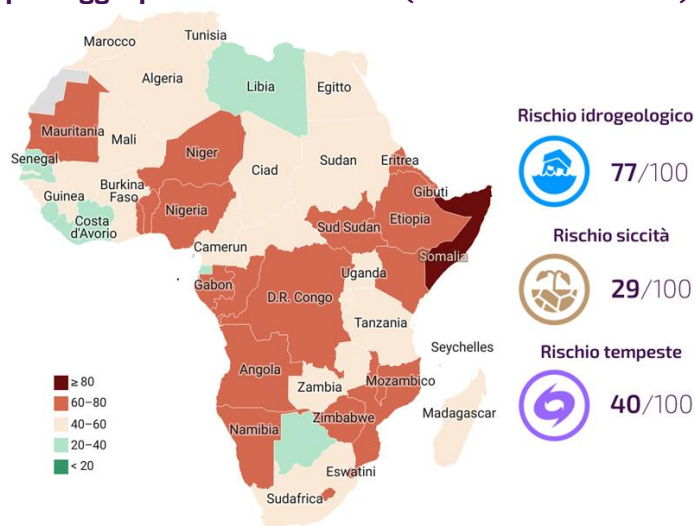 Marocco
Tunisia
Algeria
Libia
Egitto
Mauritania
Mali
Niger
Ciad
Sudan
Eritrea
Senegal
Gibuti
Guinea
Burkina
Faso
Nigeria
Sud Sudan
Etiopia
Costa
d'Avorio
Camerun
Somalia
Uganda
Gabon
D.R. Congo
Tanzania
Seychelles
Angola
Zambia
Mozambico
Madagascar
Namibia
Zimbabwe
Eswatini
Sudafrica
≥ 80
60–80
40–60
20–40
< 20
Rischio idrogeologico
77/100
Rischio siccità
29/100
Rischio tempeste
40/100